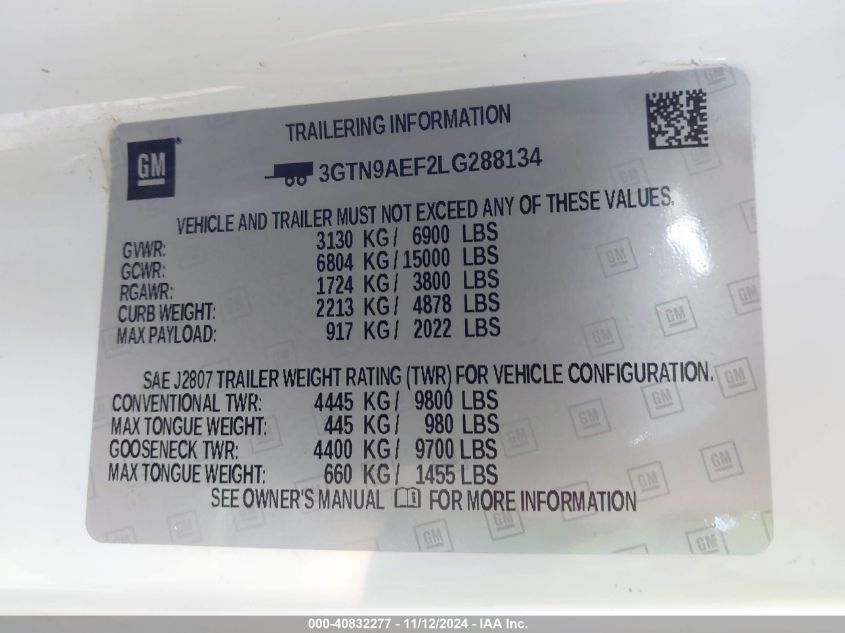 TRAILERING INFORMATION
GM
3GTN9AEF2LG288134
VEHICLE AND TRAILER MUST NOT EXCEED ANY OF THESE VALUES.
GVWR: 3130 KG/ 6900 LBS
GCWR: 6804 KG/15000 LBS
RGAWR: 1724 KG/ 3800 LBS
CURB WEIGHT: 2213 KG/ 4878 LBS
MAX PAYLOAD: 917 KG/ 2022 LBS
SAE J2807 TRAILER WEIGHT RATING (TWR) FOR VEHICLE CONFIGURATION.
CONVENTIONAL TWR: 4445 KG/ 9800 LBS
MAX TONGUE WEIGHT: 445 KG/ 980 LBS
GOOSENECK TWR: 4400 KG/ 9700 LBS
MAX TONGUE WEIGHT: 660 KG/ 1455 LBS
SEE OWNER'S MANUAL FOR MORE INFORMATION
000-40832277 - 11/12/2024 - IAA Inc.